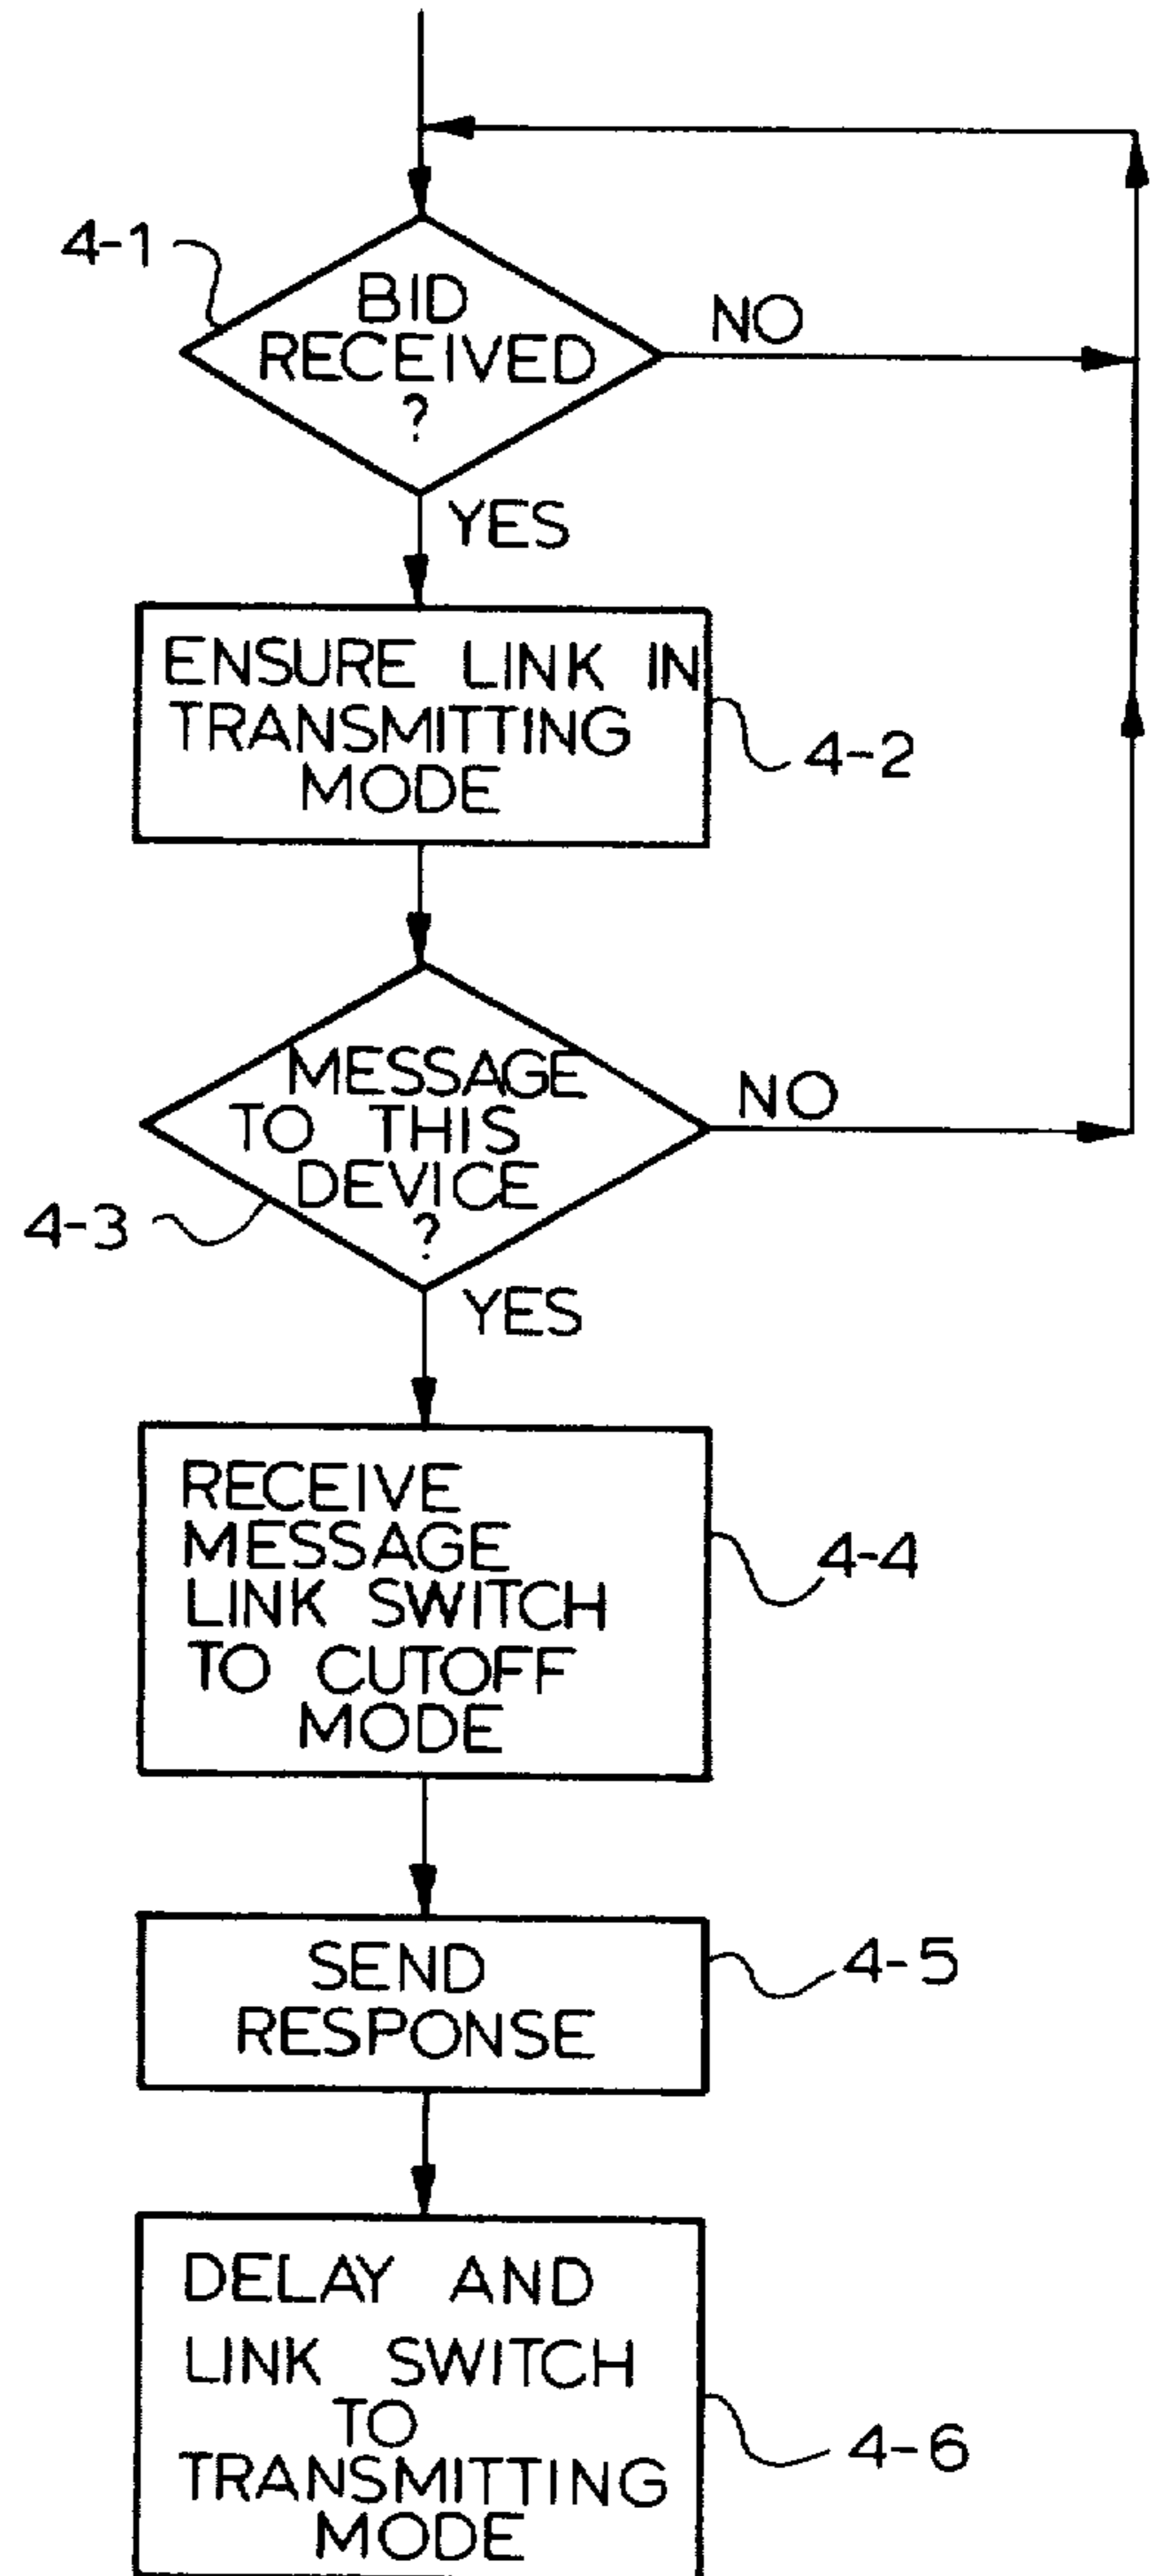 4-1
BID
RECEIVED
?
NO
YES
ENSURE LINK IN
TRANSMITTING
MODE
4-2
MESSAGE
TO THIS
DEVICE
?
NO
4-3
YES
RECEIVE
MESSAGE
LINK SWITCH
TO CUTOFF
MODE
4-4
SEND
RESPONSE
4-5
DELAY AND
LINK SWITCH
TO
TRANSMITTING
MODE
4-6